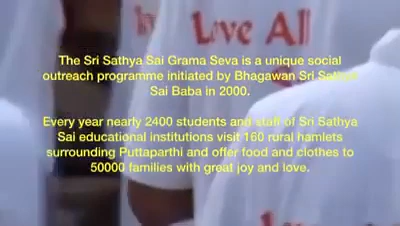 Love All
The Sri Sathya Sai Grama Seva is a unique social
outreach programme initiated by Bhagawan Sri Sathya
Sai Baba in 2000.
Every year nearly 2400 students and staff of Sri Sathya
Sai educational institutions visit 160 rural hamlets
surrounding Puttaparthi and offer food and clothes to
50000 families with great joy and love.